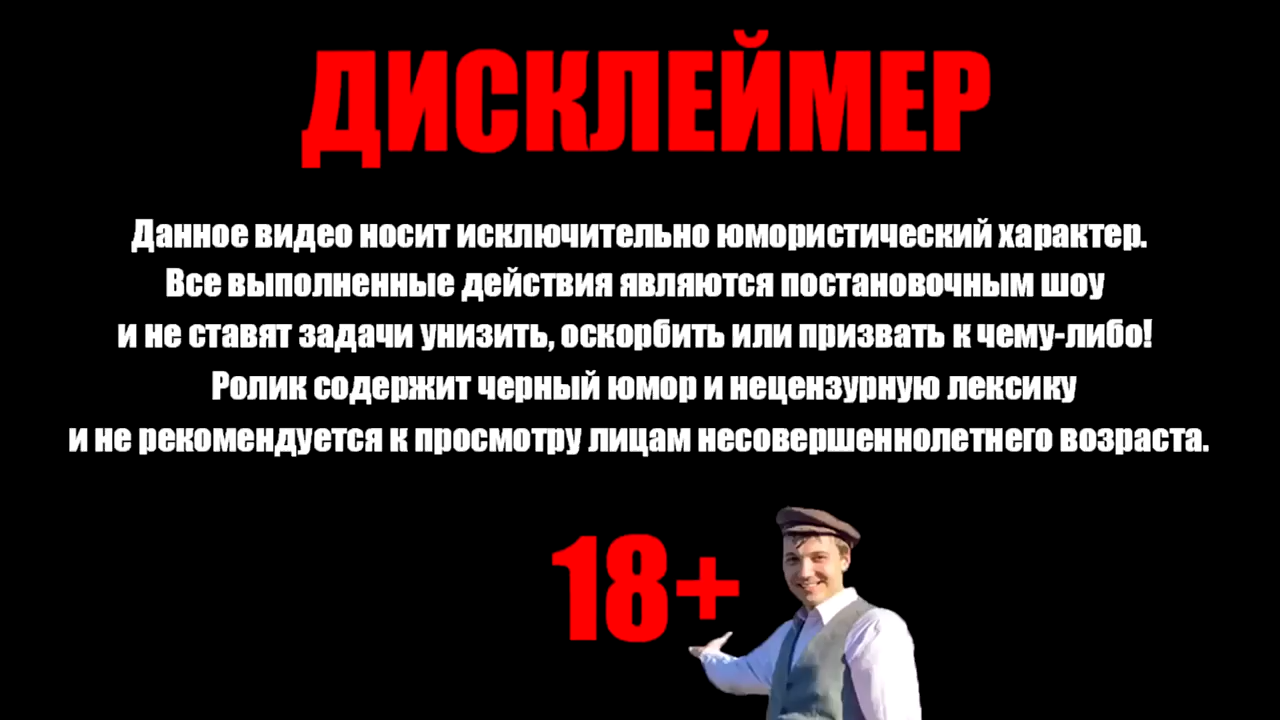 ДИСКЛЕЙМЕР
Данное видео носит исключительно юмористический характер.
Все выполненные действия являются постановочным шоу
и не ставят задачи унизить, оскорбить или призвать к чему-либо!
Ролик содержит черный юмор и нецензурную лексику
и не рекомендуется к просмотру лицам несовершеннолетнего возраста.
18+